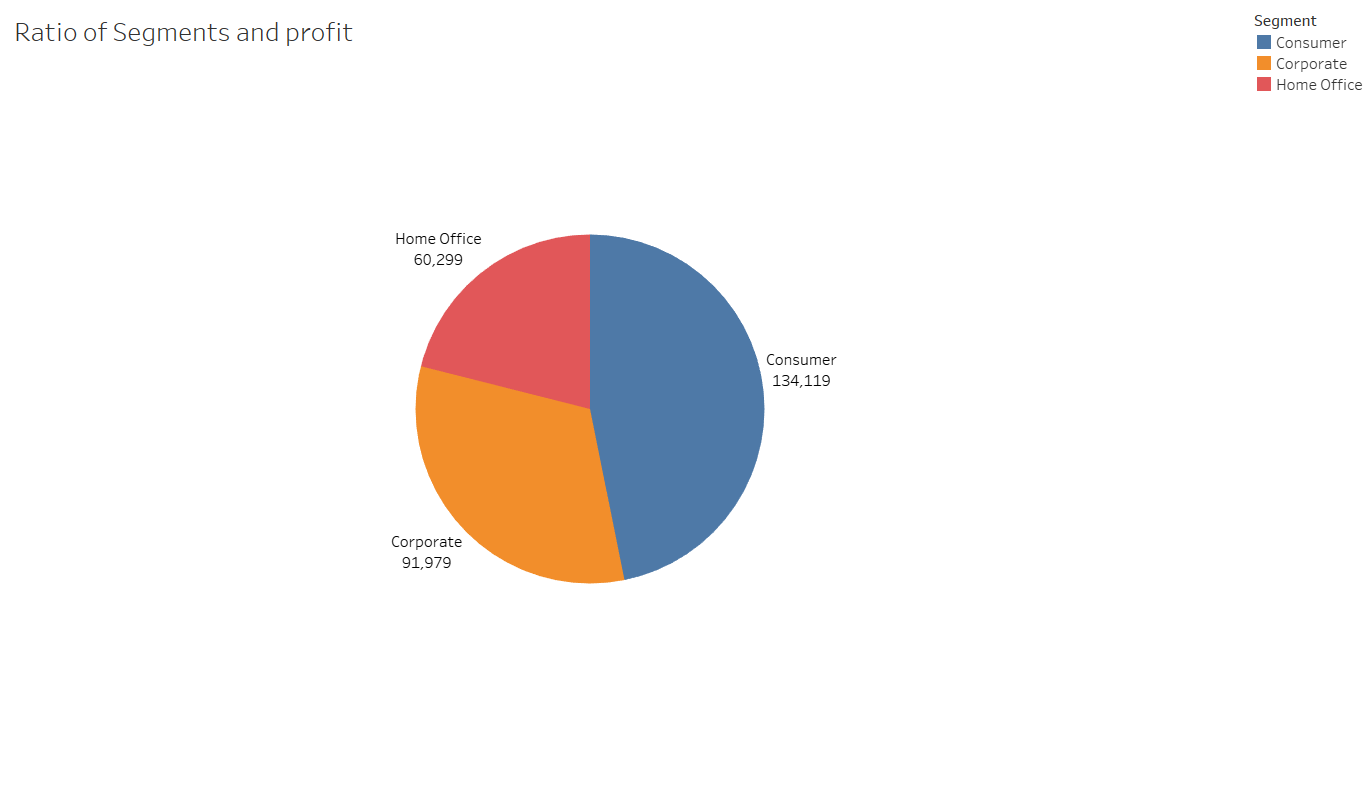 Ratio of Segments and profit
Segment
Consumer
Corporate
Home Office
Home Office
60,299
Consumer
134,119
Corporate
91,979